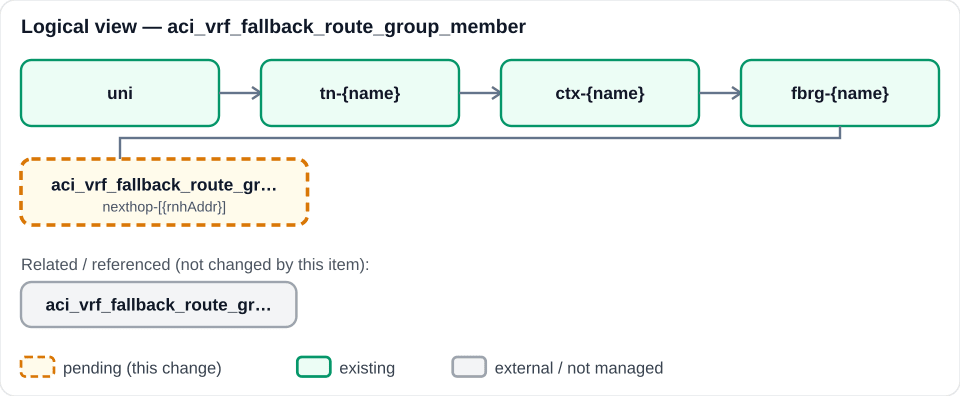 Logical view — aci_vrf_fallback_route_group_member
uni
tn-{name}
ctx-{name}
fbrg-{name}
aci_vrf_fallback_route_gr…
nexthop-[{rnhAddr}]
Related / referenced (not changed by this item):
aci_vrf_fallback_route_gr…
pending (this change)
existing
external / not managed